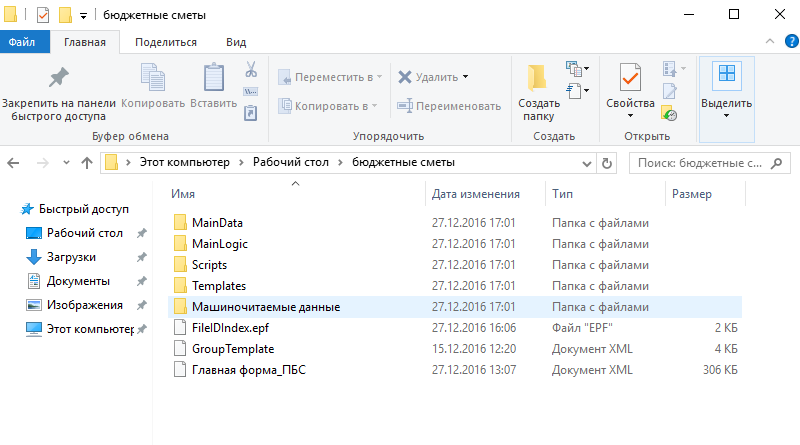 бюджетные сметы
Файл Главная Поделиться Вид
Закрепить на панели быстрого доступа
Копировать
Вставить
Переместить в
Копировать в
Удалить
Переименовать
Создать папку
Свойства
Выделить
Буфер обмена Упорядочить Создать Открыть
Этот компьютер Рабочий стол бюджетные сметы Поиск: бюджетные с...
Имя Дата изменения Тип Размер
Быстрый доступ
Рабочий стол
Загрузки
Документы
Изображения
Этот компьютер
MainData 27.12.2016 17:01 Папка с файлами
MainLogic 27.12.2016 17:01 Папка с файлами
Scripts 27.12.2016 17:01 Папка с файлами
Templates 27.12.2016 17:01 Папка с файлами
Машиночитаемые данные 27.12.2016 17:01 Папка с файлами
FileIDIndex.epf 27.12.2016 16:06 Файл "EPF" 2 КБ
GroupTemplate 15.12.2016 12:20 Документ XML 4 КБ
Главная форма_ПБС 27.12.2016 13:07 Документ XML 306 КБ